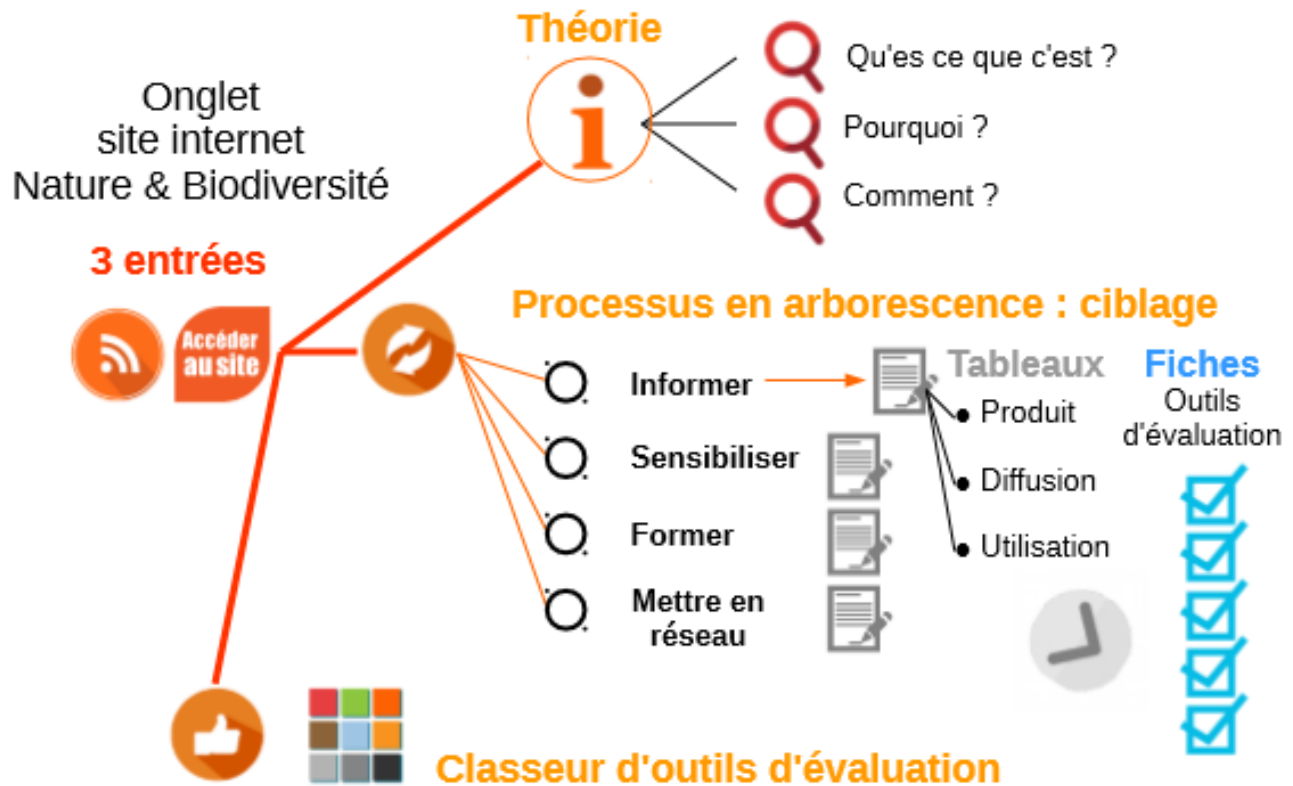 Théorie
Qu'es ce que c'est ?
Pourquoi ?
Comment ?
Onglet
site internet
Nature & Biodiversité
3 entrées
Accéder
au site
Processus en arborescence : ciblage
Informer
Sensibiliser
Former
Mettre en
réseau
Tableaux
Produit
Diffusion
Utilisation
Fiches
Outils
d'évaluation
Classeur d'outils d'évaluation